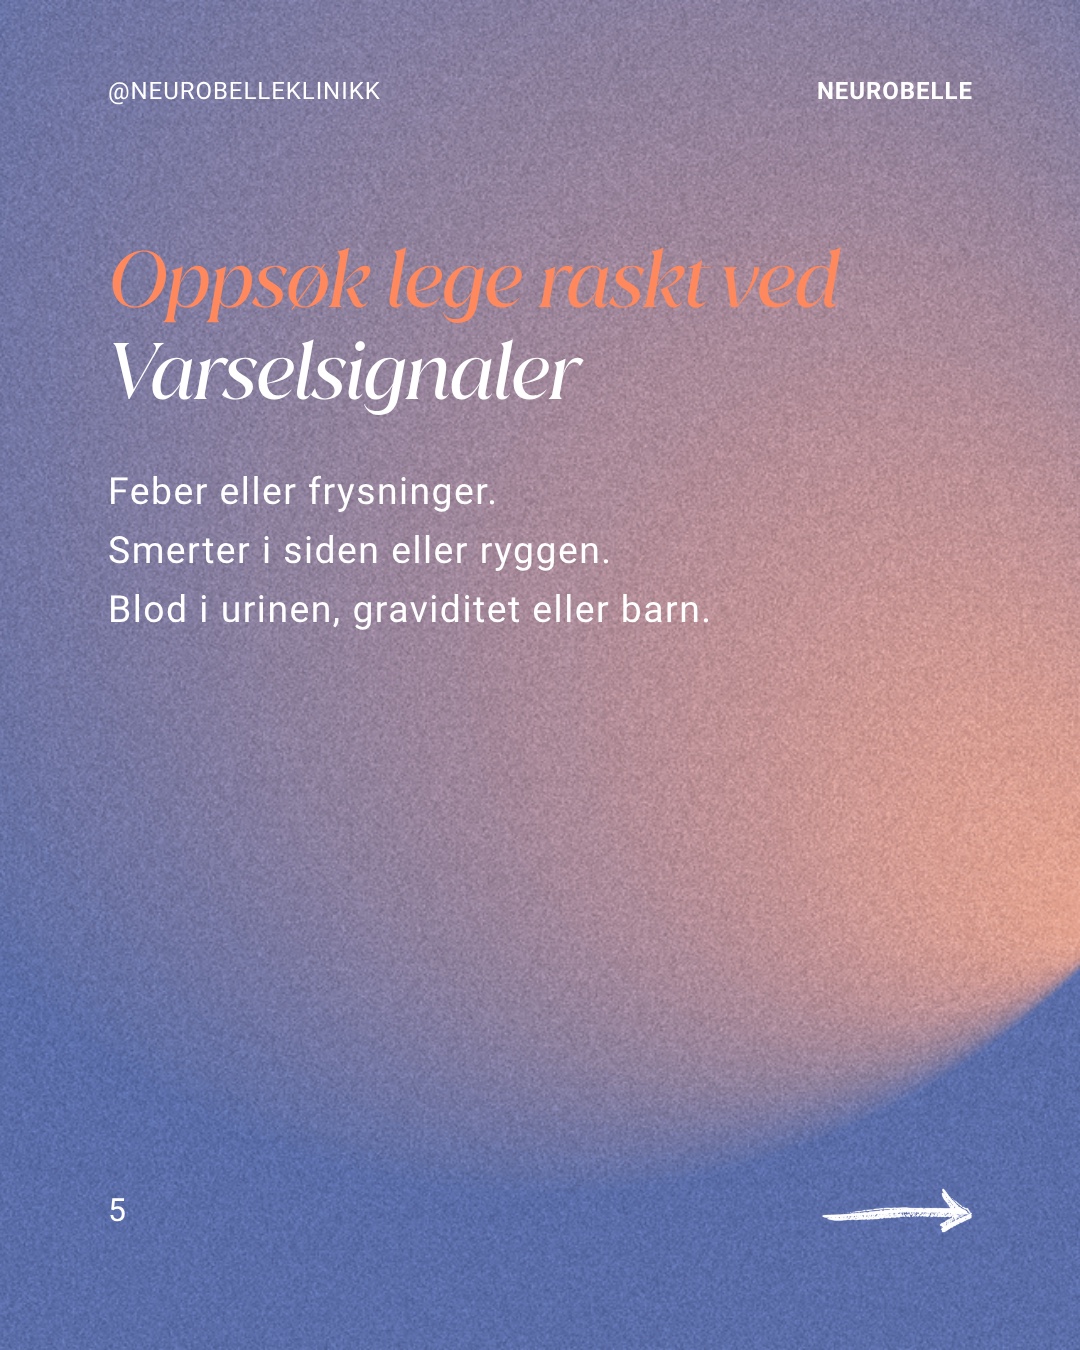 @NEUROBELLEKLINIKK
NEUROBELLE
Oppsøk lege raskt ved
Varselsignaler
Feber eller frysninger.
Smerter i siden eller ryggen.
Blod i urinen, graviditet eller barn.
5